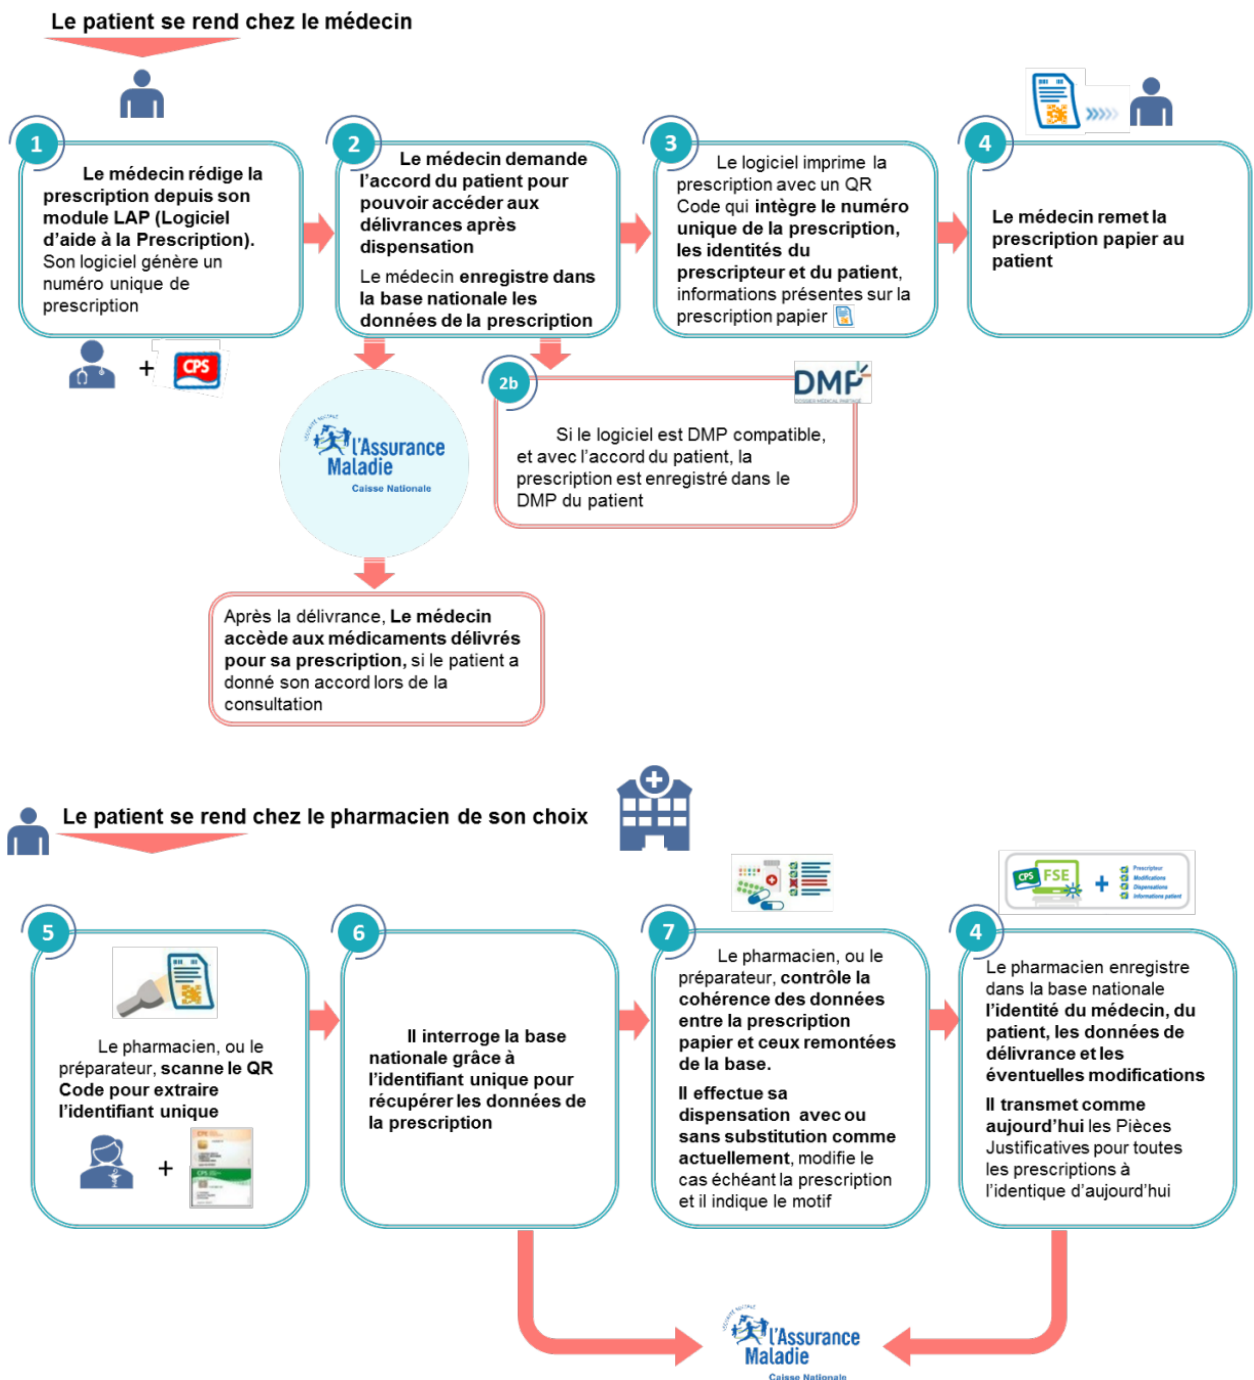 Le patient se rend chez le médecin
1
Le médecin rédige la
prescription depuis son
module LAP (Logiciel
d'aide à la Prescription).
Son logiciel génère un
numéro unique de
prescription
+
CPS
2
Le médecin demande
l'accord du patient pour
pouvoir accéder aux
délivrances après
dispensation
Le médecin enregistre dans
la base nationale les
données de la prescription
3
Le logiciel imprime la
prescription avec un QR
Code qui intègre le numéro
unique de la prescription,
les identités du
prescripteur et du patient,
informations présentes sur la
prescription papier
4
Le médecin remet la
prescription papier au
patient
l'Assurance
Maladie
Caisse Nationale
2b
DMP
DOSSIER MÉDICAL PARTAGÉ
Si le logiciel est DMP compatible,
et avec l'accord du patient, la
prescription est enregistré dans le
DMP du patient
Après la délivrance, Le médecin
accède aux médicaments délivrés
pour sa prescription, si le patient a
donné son accord lors de la
consultation
Le patient se rend chez le pharmacien de son choix
5
Le pharmacien, ou le
préparateur, scanne le QR
Code pour extraire
l'identifiant unique
+
CPE
CPS
6
Il interroge la base
nationale grâce à
l'identifiant unique pour
récupérer les données de
la prescription
7
Le pharmacien, ou le
préparateur, contrôle la
cohérence des données
entre la prescription
papier et ceux remontées
de la base.
Il effectue sa
dispensation avec ou
sans substitution comme
actuellement, modifie le
cas échéant la prescription
et il indique le motif
CPS FSE
+
Prescripteur
Modifications
Dispensations
Informations patient
4
Le pharmacien enregistre
dans la base nationale
l'identité du médecin, du
patient, les données de
délivrance et les
éventuelles modifications
Il transmet comme
aujourd'hui les Pièces
Justificatives pour toutes
les prescriptions à
l'identique d'aujourd'hui
l'Assurance
Maladie
Caisse Nationale